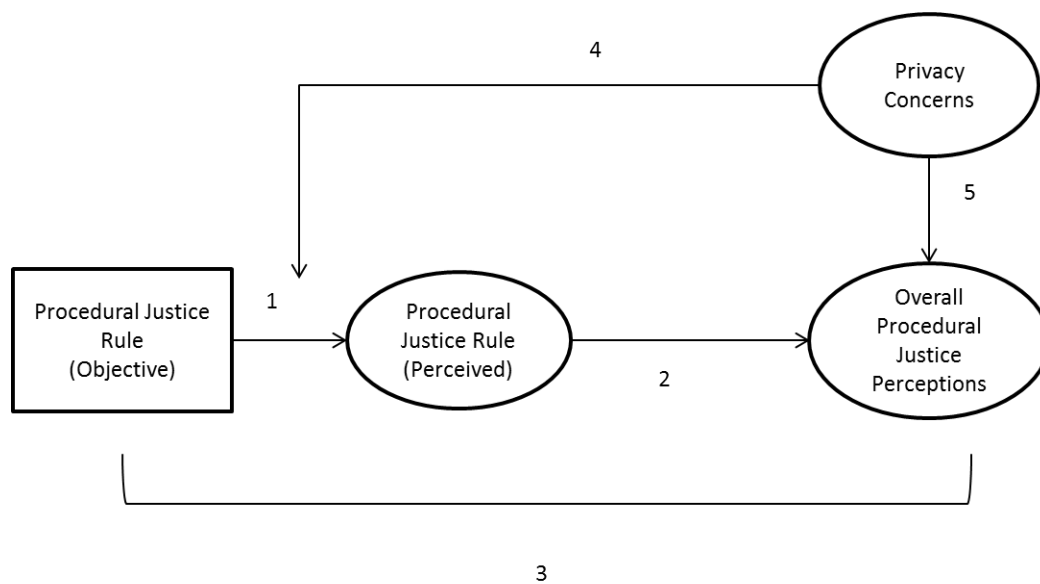 4
Privacy
Concerns
5
1
Procedural Justice
Rule
(Objective)
Procedural
Justice Rule
(Perceived)
2
Overall
Procedural
Justice
Perceptions
3